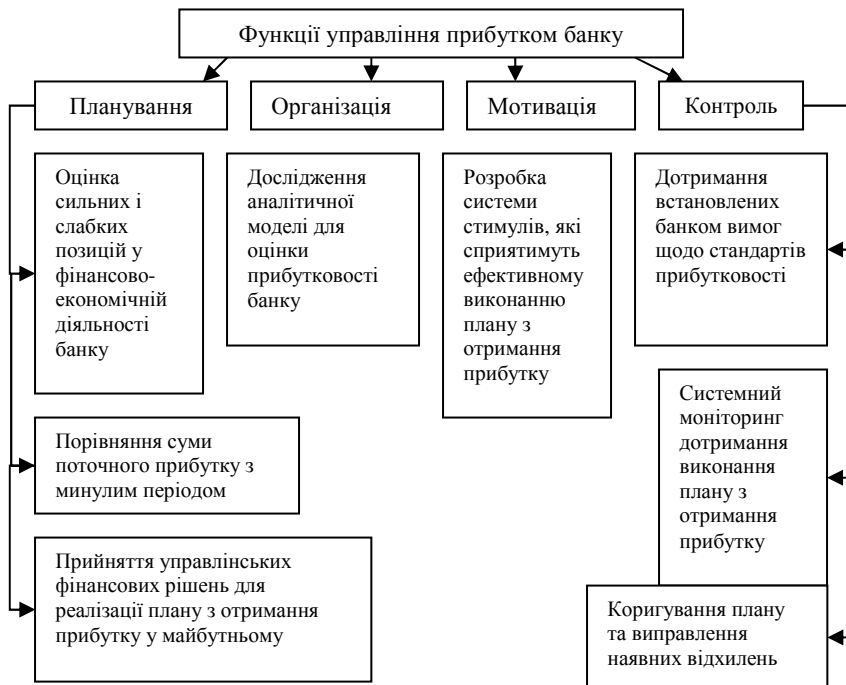 Функції управління прибутком банку
Планування
Організація
Мотивація
Контроль
Оцінка
сильних і
слабких
позицій у
фінансово-
економічній
діяльності
банку
Дослідження
аналітичної
моделі для
оцінки
прибутковості
банку
Розробка
системи
стимулів, які
сприятимуть
ефективному
виконанню
плану з
отримання
прибутку
Дотримання
встановлених
банком вимог
щодо стандартів
прибутковості
Порівняння суми
поточного прибутку з
минулим періодом
Системний
моніторинг
дотримання
виконання
плану з
отримання
прибутку
Прийняття управлінських
фінансових рішень для
реалізації плану з отримання
прибутку у майбутньому
Коригування плану
та виправлення
наявних відхилень